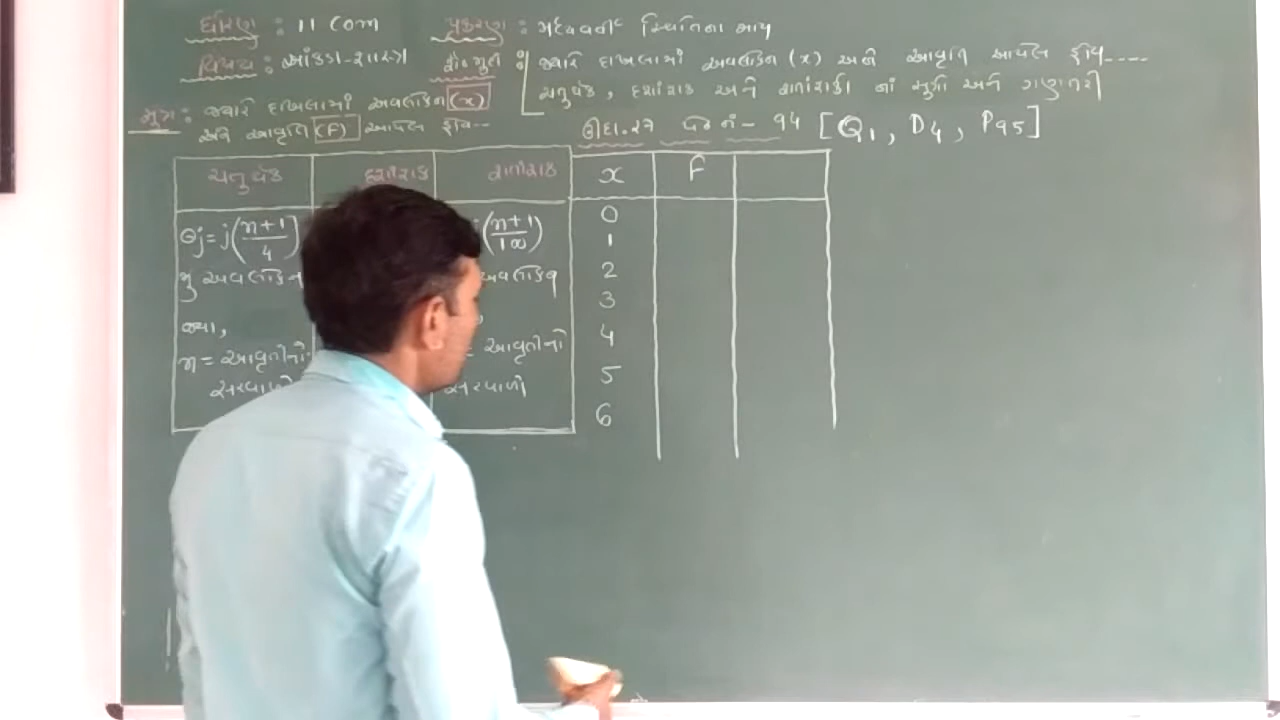 ધોરણ : 11 Com
પ્રકરણ : મધ્યવર્તી સ્થિતિના માપ
વિષય : આંકડા-શાસ્ત્ર
જ્યારે દાખલામાં અવલોકન (x) અને આવૃતિ આપેલ હોય....
ચતુર્થક, દશાંશક અને શતાંશકો નાં સૂત્રો અને ગણતરી
સૂત્ર : જ્યારે દાખલામાં અવલોકન (x)
અને આવૃતિ (F) આપેલ હોય--
ઉદા.૨૭ પેજ નં - ૧૫ [Q1, D4, P95]
ચતુર્થક દશાંશક શતાંશક
Qj = j(n+1/4)
મું અવલોકન
જ્યાં,
n = આવૃતીનો
સરવાળો
(n+1/100)
અવલોકન
,
= આવૃતીનો
સરવાળો
x F
0
1
2
3
4
5
6